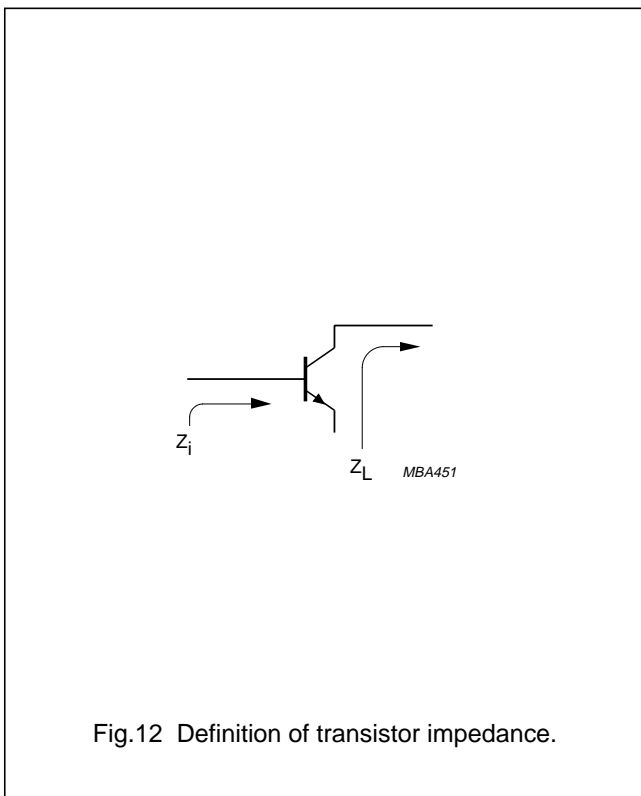 Zi
ZL
MBA451
Fig.12 Definition of transistor impedance.